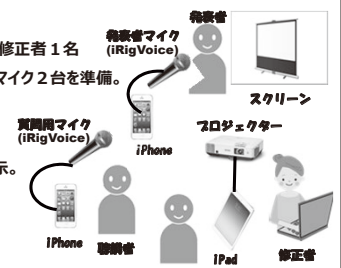 修正者１名
マイク２台を準備。
示。
発表者
発表者マイク
(iRigVoice)
iPhone
スクリーン
質問用マイク
(iRigVoice)
プロジェクター
iPhone
聴講者
iPad
修正者